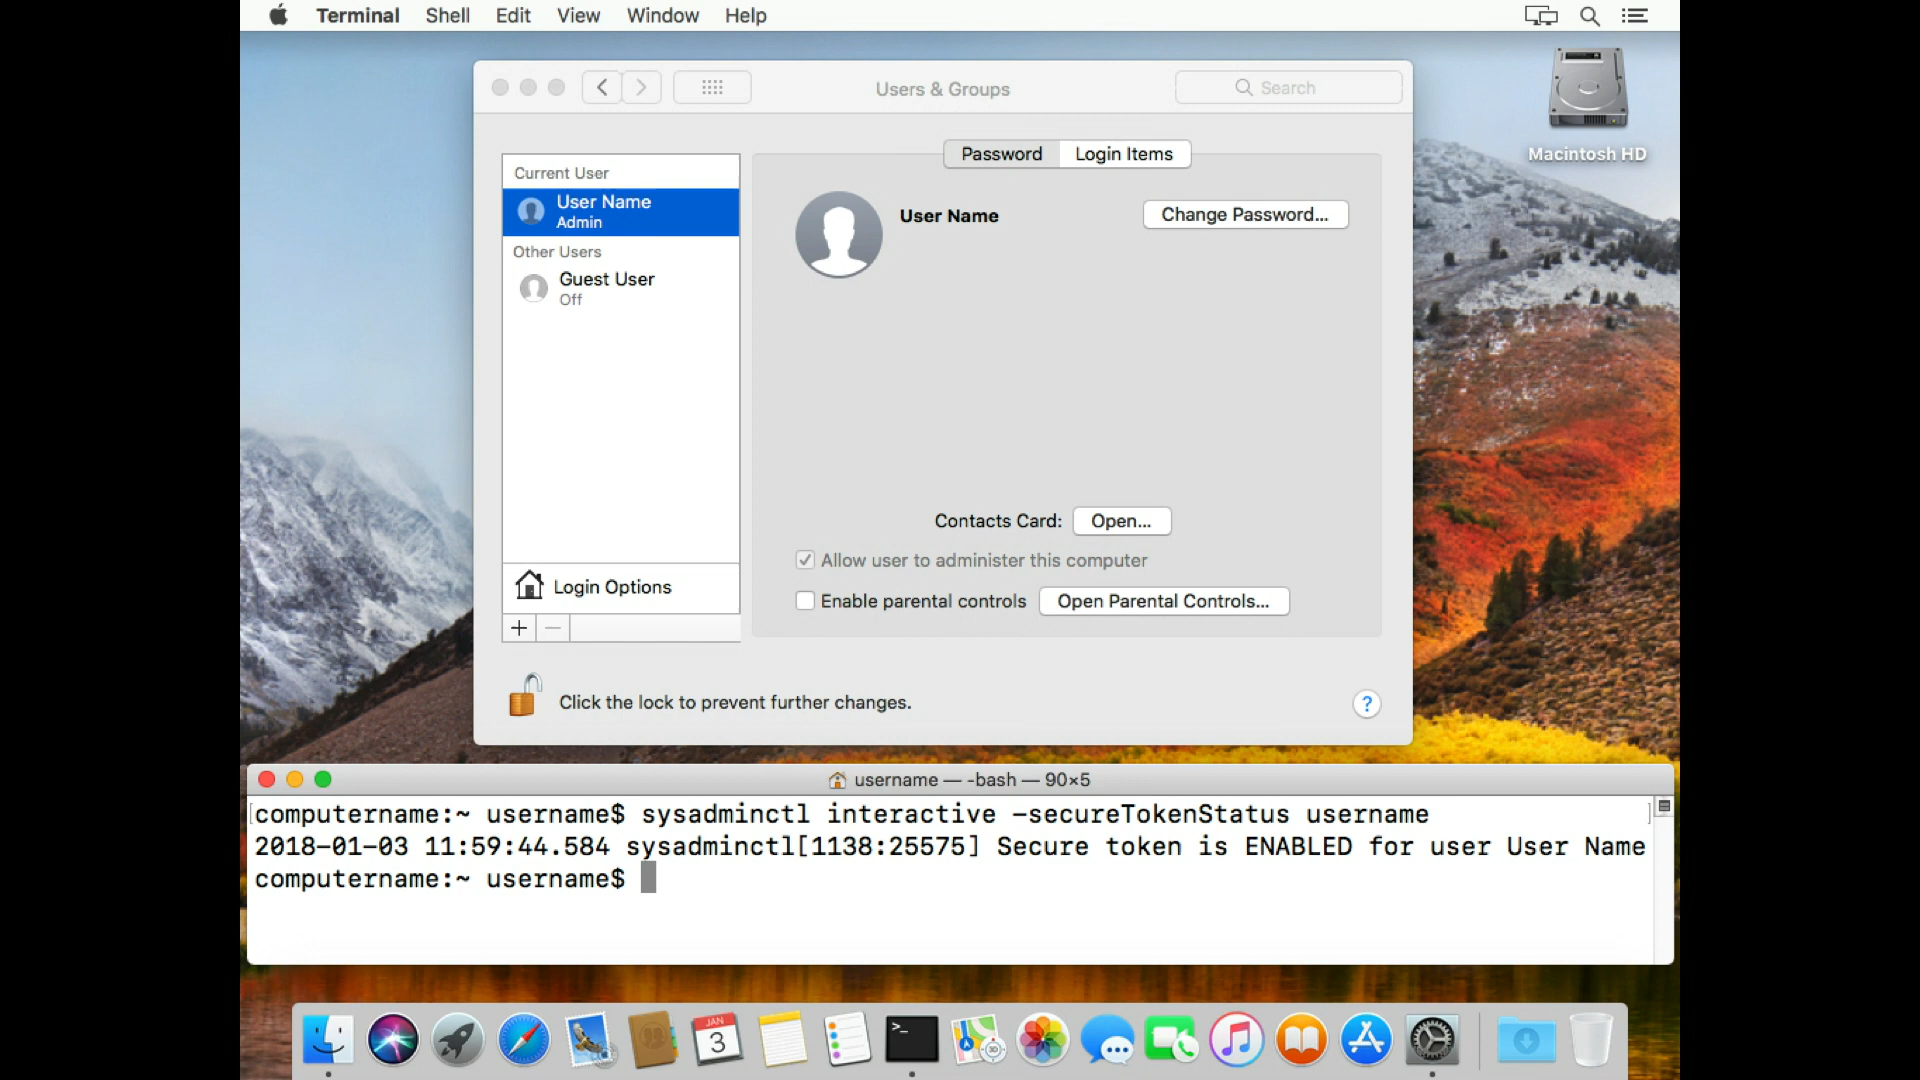 Terminal Shell Edit View Window Help
Users & Groups
Search
Macintosh HD
Password Login Items
Current User
User Name
Admin
Other Users
Guest User
Off
User Name
Change Password...
Contacts Card: Open...
Allow user to administer this computer
Enable parental controls Open Parental Controls...
Login Options
+ −
Click the lock to prevent further changes.
?
username — -bash — 90×5
computername:~ username$ sysadminctl interactive -secureTokenStatus username
2018-01-03 11:59:44.584 sysadminctl[1138:25575] Secure token is ENABLED for user User Name
computername:~ username$
JAN
3
>_
3D